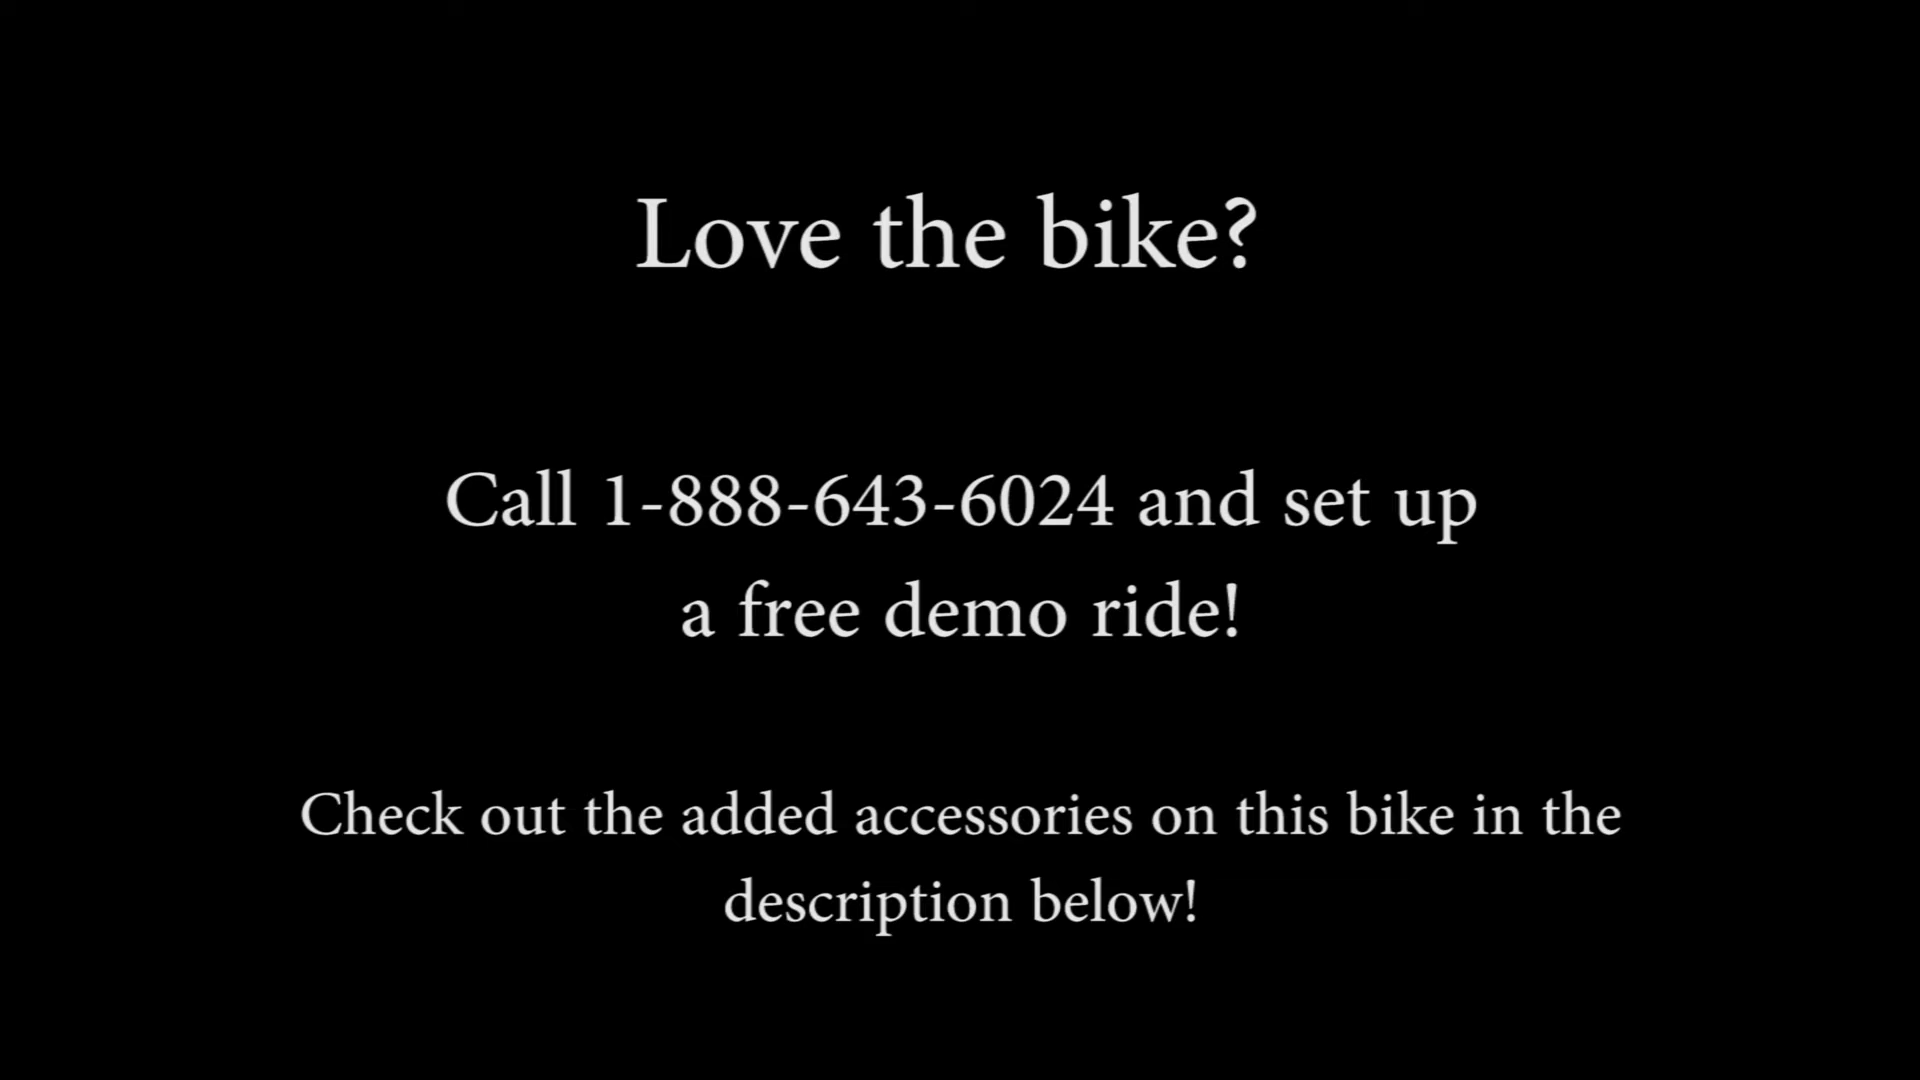 Love the bike?
Call 1-888-643-6024 and set up
a free demo ride!
Check out the added accessories on this bike in the
description below!